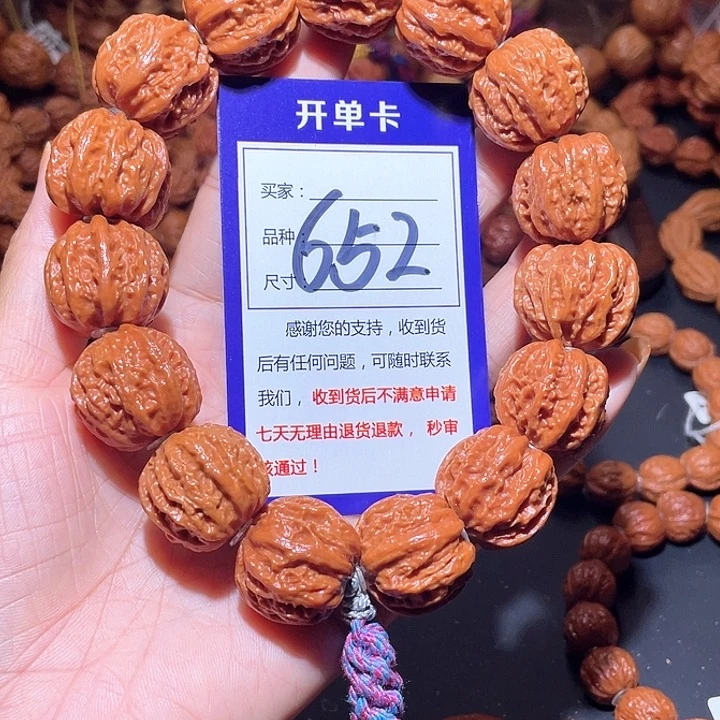 开单卡
买家：
品种：
尺寸：
652
感谢您的支持，收到货
后有任何问题，可随时联系
我们，收到货后不满意申请
七天无理由退货退款，秒审
核通过！